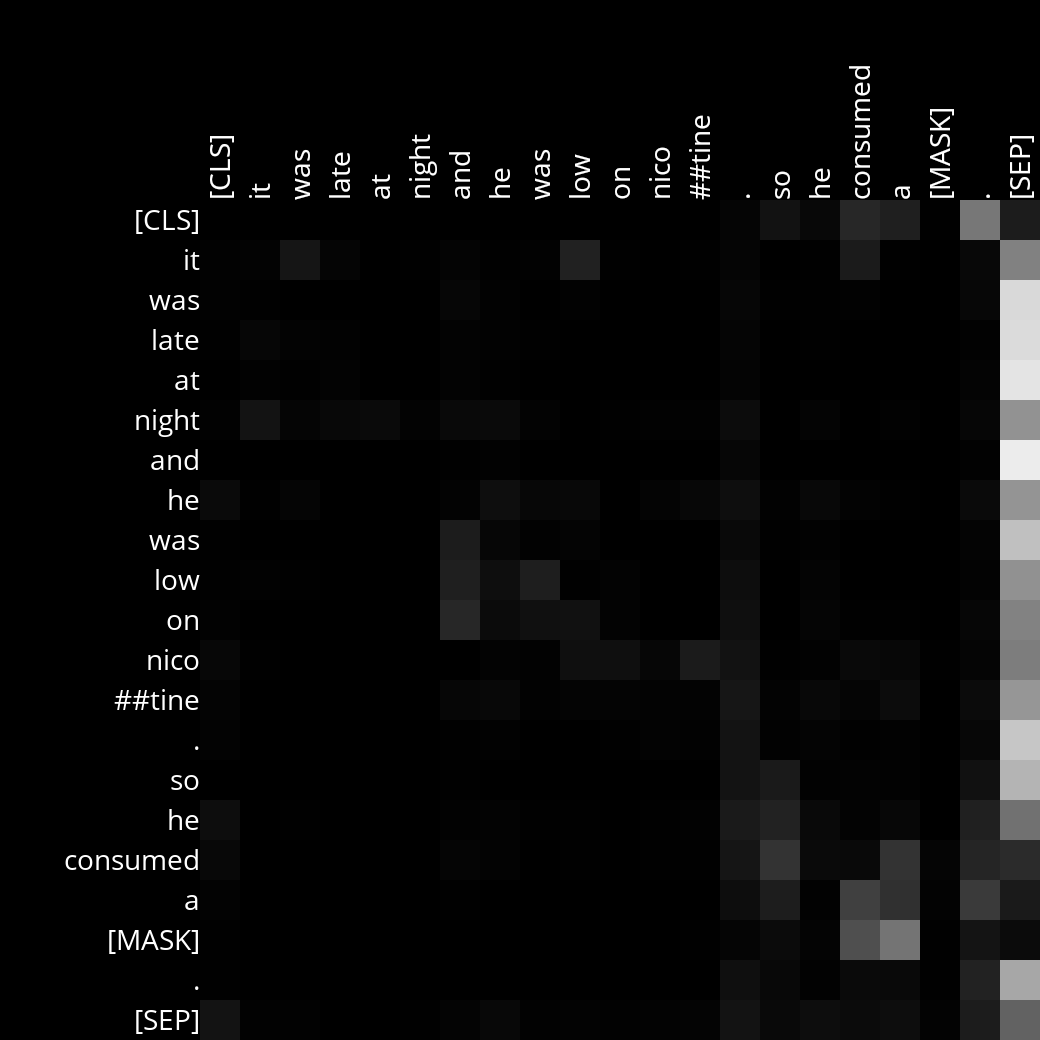 [CLS]
it
was
late
at
night
and
he
was
low
on
nico
##tine
.
so
he
consumed
a
[MASK]
.
[SEP]
[CLS]
it
was
late
at
night
and
he
was
low
on
nico
##tine
.
so
he
consumed
a
[MASK]
.
[SEP]